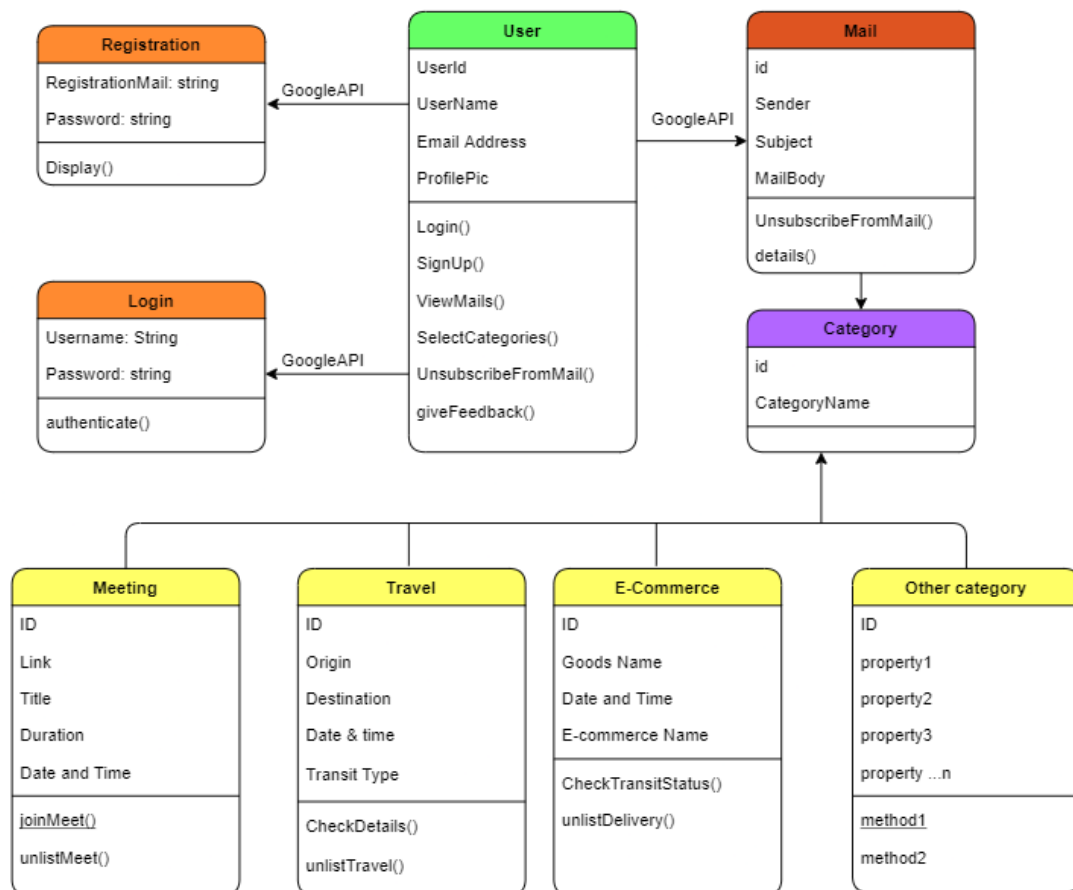 Registration
RegistrationMail: string
Password: string
Display()
GoogleAPI
User
UserId
UserName
Email Address
ProfilePic
Login()
SignUp()
ViewMails()
SelectCategories()
UnsubscribeFromMail()
giveFeedback()
GoogleAPI
Mail
id
Sender
Subject
MailBody
UnsubscribeFromMail()
details()
Login
Username: String
Password: string
authenticate()
GoogleAPI
Category
id
CategoryName
Meeting
ID
Link
Title
Duration
Date and Time
joinMeet()
unlistMeet()
Travel
ID
Origin
Destination
Date & time
Transit Type
CheckDetails()
unlistTravel()
E-Commerce
ID
Goods Name
Date and Time
E-commerce Name
CheckTransitStatus()
unlistDelivery()
Other category
ID
property1
property2
property3
property ...n
method1
method2